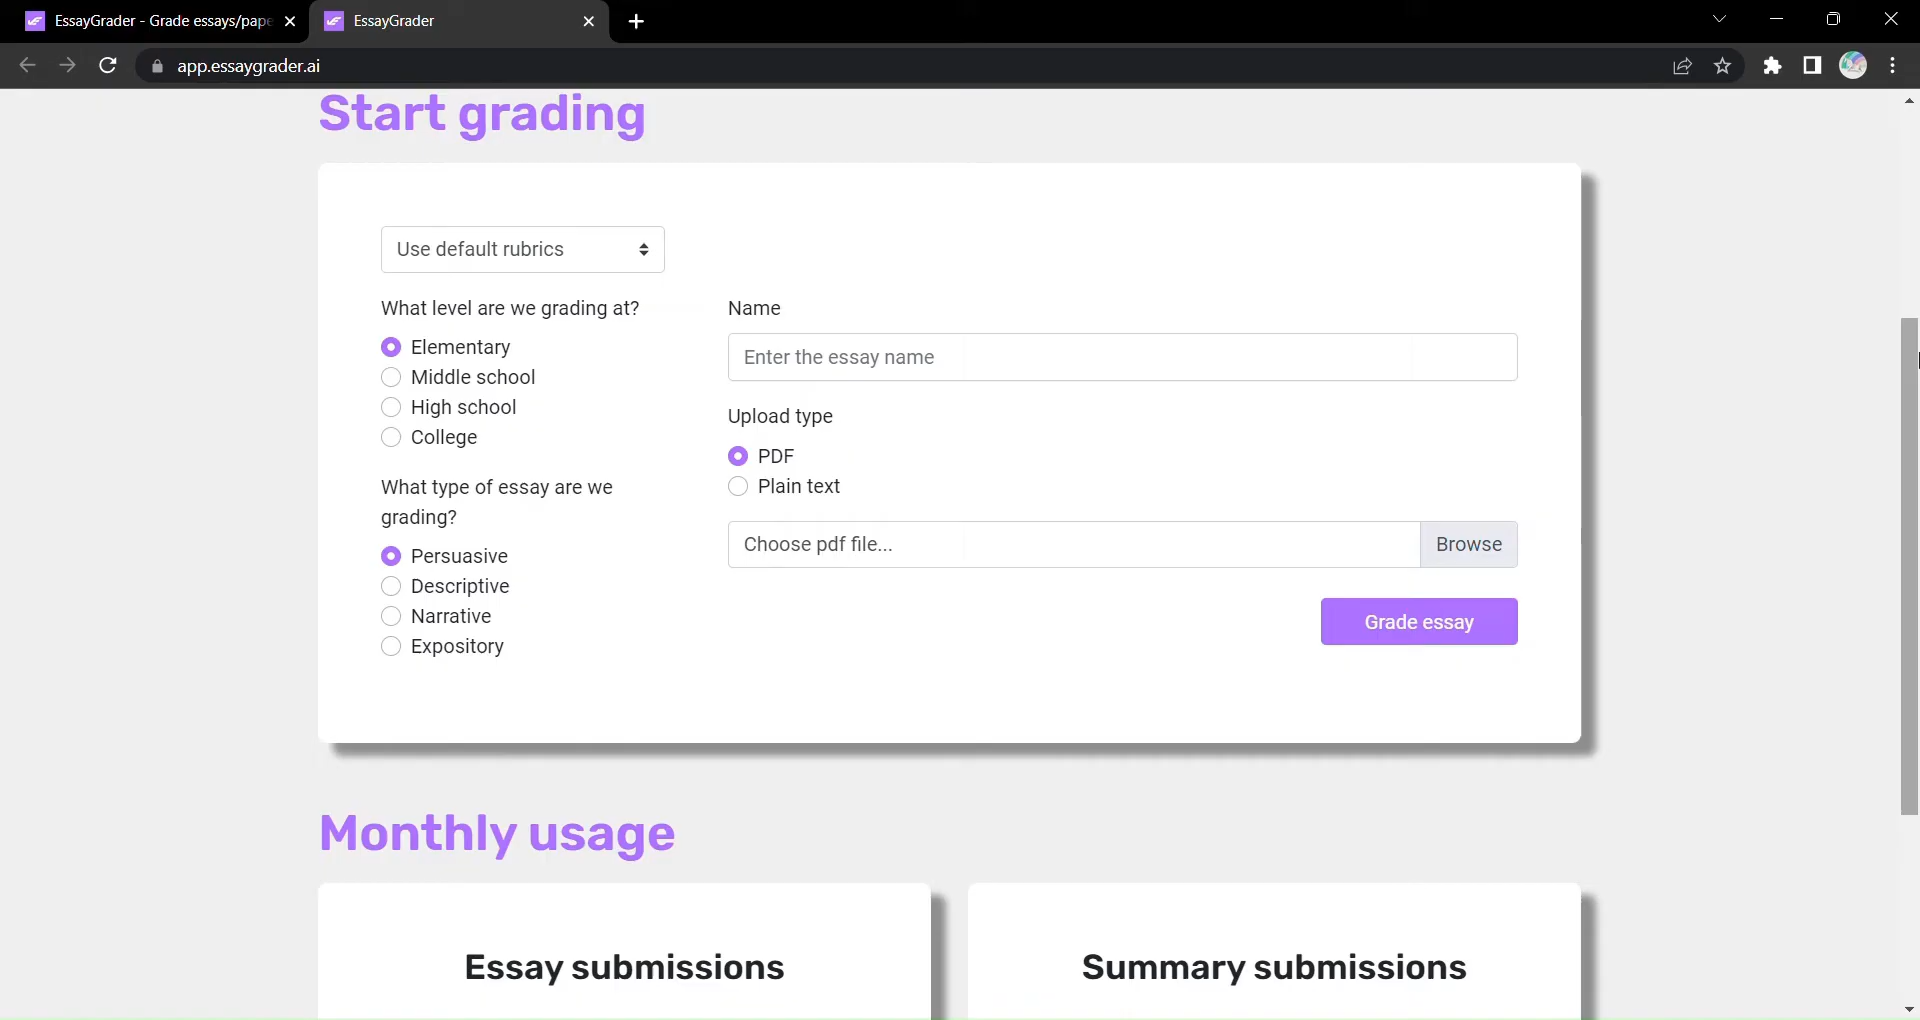 EssayGrader - Grade essays/pape
EssayGrader
app.essaygrader.ai
Start grading
Use default rubrics
What level are we grading at?
Elementary
Middle school
High school
College
What type of essay are we
grading?
Persuasive
Descriptive
Narrative
Expository
Name
Enter the essay name
Upload type
PDF
Plain text
Choose pdf file...
Browse
Grade essay
Monthly usage
Essay submissions
Summary submissions